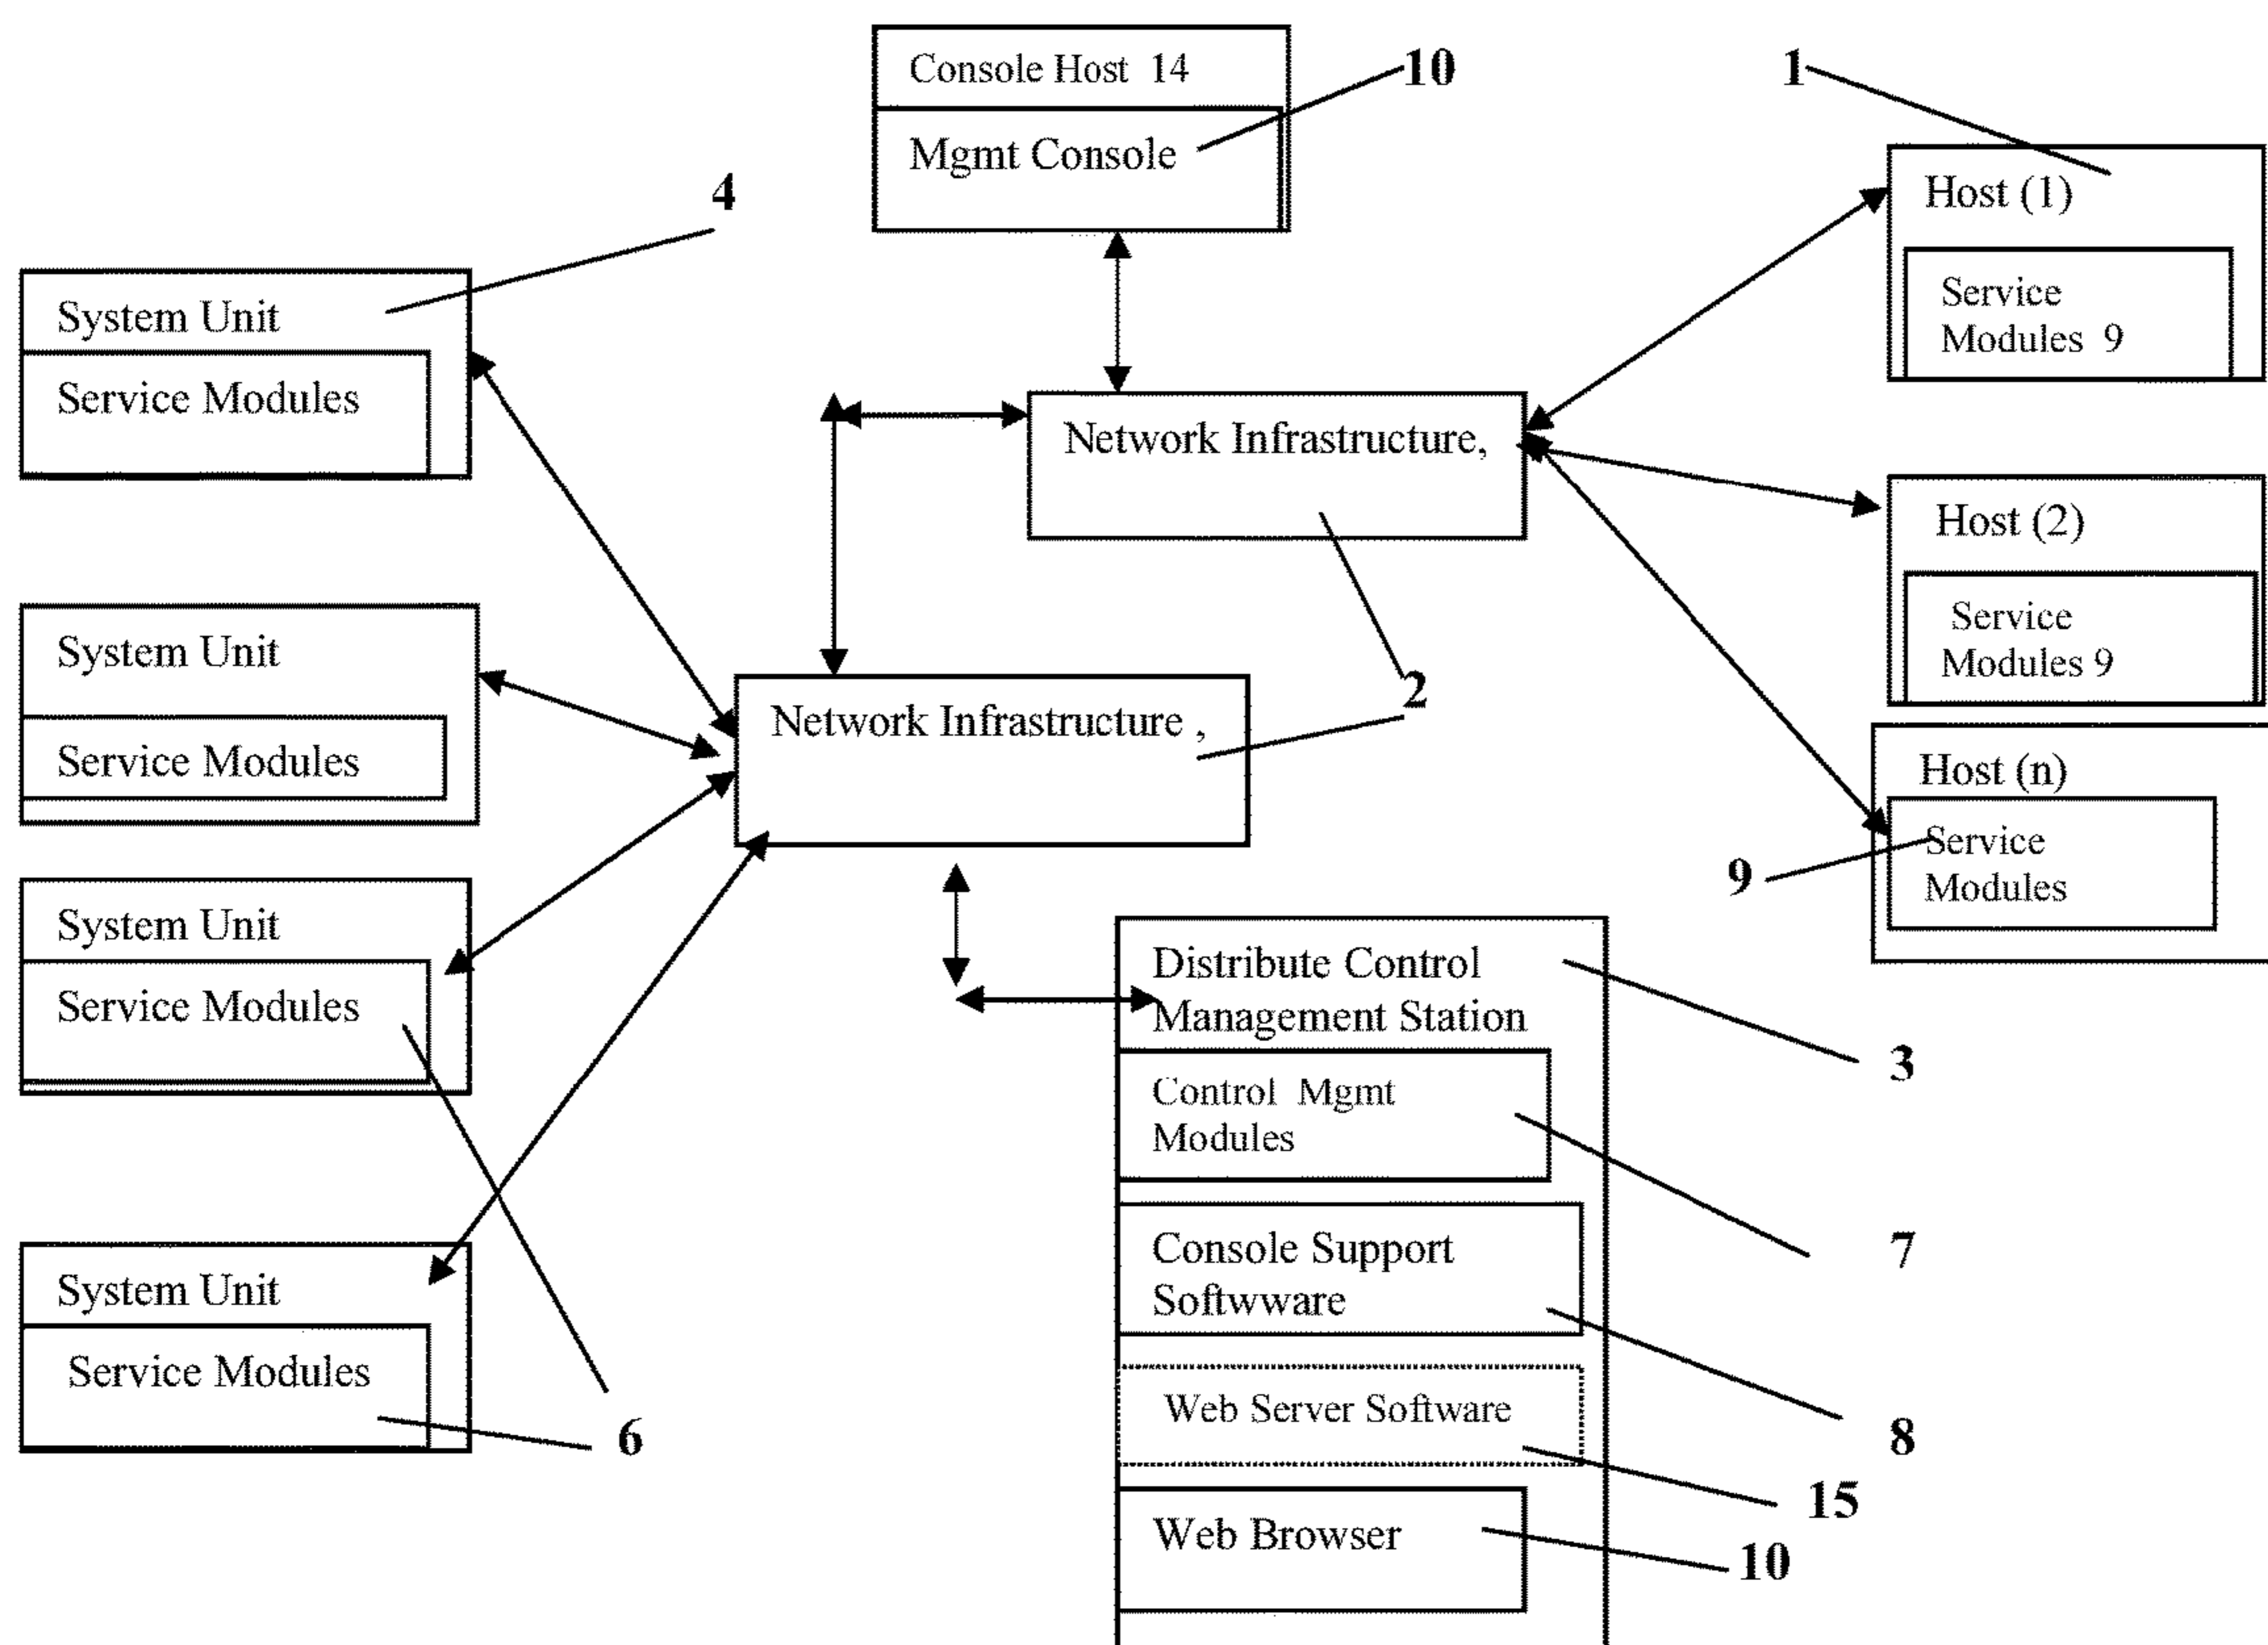 Console Host 14
10
Mgmt Console
1
Host (1)
Service
Modules 9
4
System Unit
Service Modules
Network Infrastructure,
Host (2)
Service
Modules 9
System Unit
Service Modules
2
Network Infrastructure ,
Host (n)
Service
Modules
9
System Unit
Service Modules
Distribute Control
Management Station
3
Control Mgmt
Modules
7
Console Support
Softwware
8
System Unit
Service Modules
6
Web Server Software
15
Web Browser
10